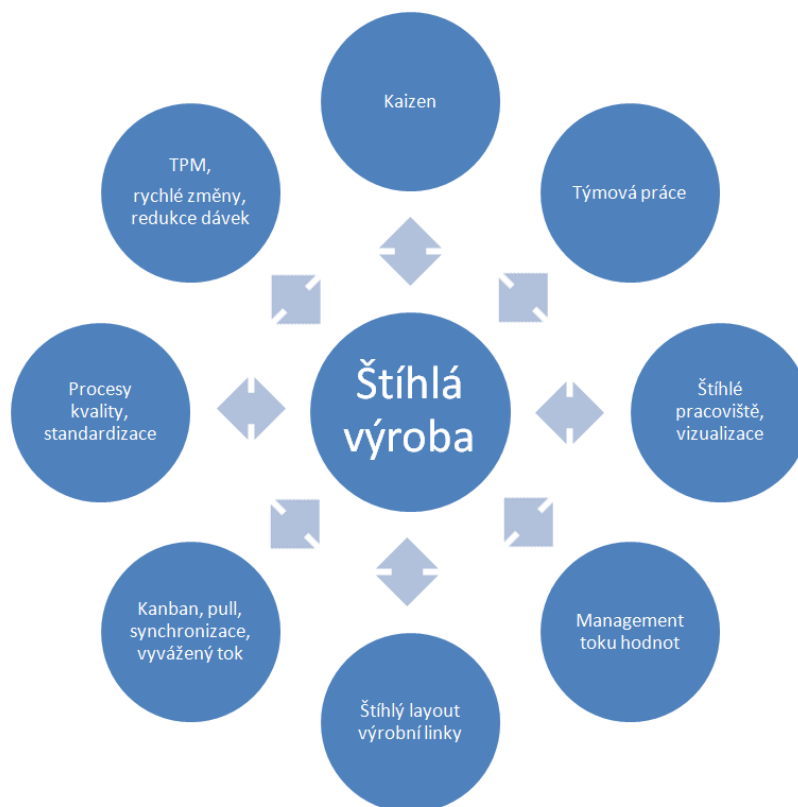 Kaizen
TPM,
rychlé změny,
redukce dávek
Týmová práce
Štíhlá
výroba
Procesy
kvality,
standardizace
Štíhlé
pracoviště,
vizualizace
Kanban, pull,
synchronizace,
vyvážený tok
Management
toku hodnot
Štíhlý layout
výrobní linky